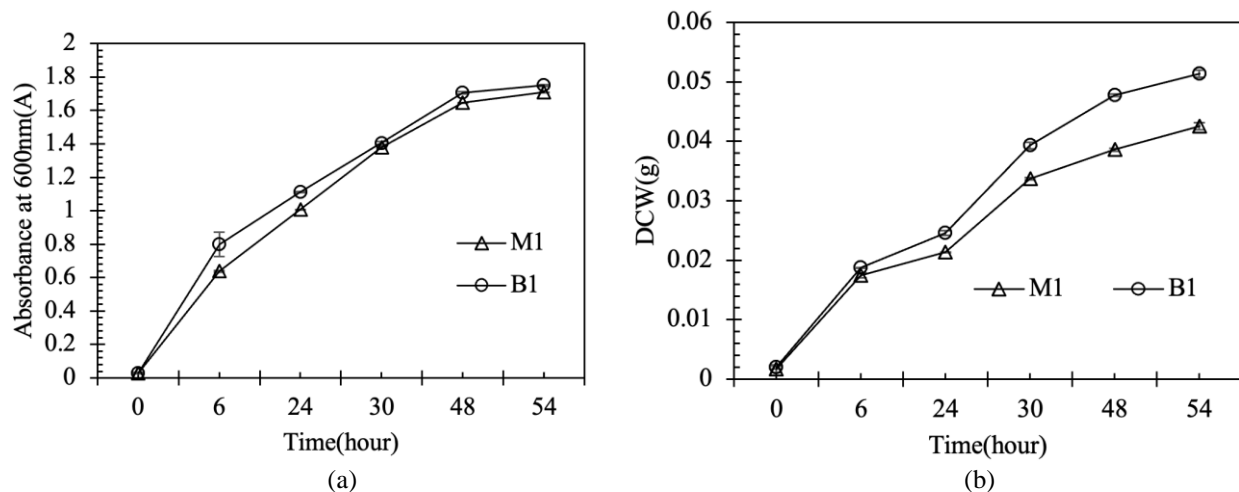 Absorbance at 600nm(A)
2
1.8
1.6
1.4
1.2
1
0.8
0.6
0.4
0.2
0
M1
B1
0 6 24 30 48 54
Time(hour)
(a)
DCW(g)
0.06
0.05
0.04
0.03
0.02
0.01
0
M1 B1
0 6 24 30 48 54
Time(hour)
(b)